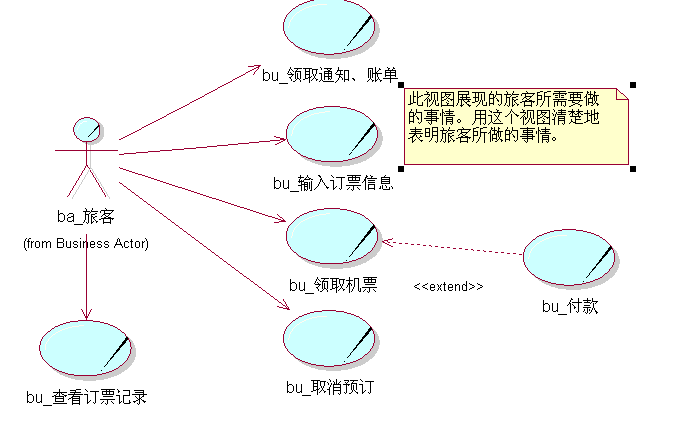 bu_领取通知、账单
此视图展现的旅客所需要做
的事情。用这个视图清楚地
表明旅客所做的事情。
bu_输入订票信息
ba_旅客
(from Business Actor)
bu_领取机票
<<extend>>
bu_付款
bu_查看订票记录
bu_取消预订